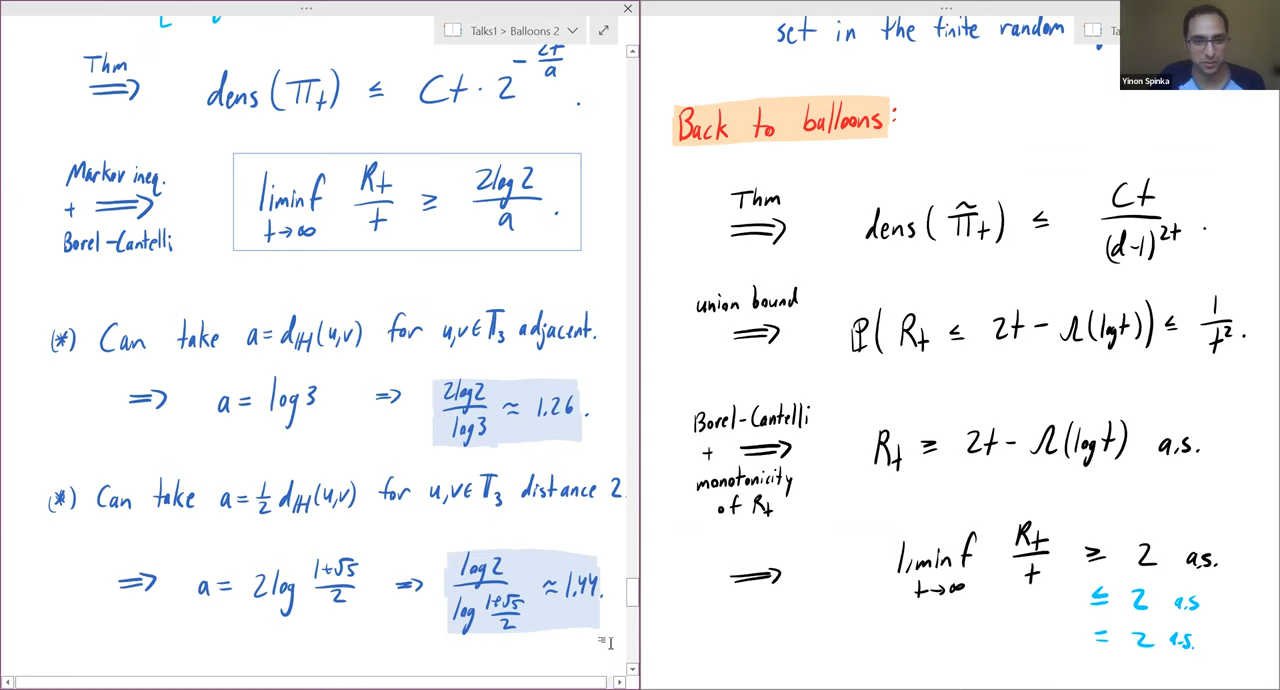 Talks1 > Balloons 2
Thm
⟹ dens(Π_t) ≤ Ct · 2^{-ct/a}.
Markov ineq.
+ ⟹ liminf_{t→∞} R_t/t ≥ 2log2/a.
Borel-Cantelli
(*) Can take a = d_ℍ(u,v) for u,v ∈ 𝕋_3 adjacent.
⟹ a = log3 ⟹ 2log2/log3 ≈ 1.26.
(*) Can take a = ½ d_ℍ(u,v) for u,v ∈ 𝕋_3 distance 2.
⟹ a = 2log (1+√5)/2 ⟹ log2/log((1+√5)/2) ≈ 1.44.
set in the finite random
Yinon Spinka
Back to balloons:
Thm
⟹ dens(Π̃_t) ≤ Ct/(d-1)^{2t}.
union bound
⟹ ℙ(R_t ≤ 2t - Ω(log t)) ≤ 1/t².
Borel-Cantelli
+ ⟹ R_t ≥ 2t - Ω(log t) a.s.
monotonicity
of R_t
⟹ liminf_{t→∞} R_t/t ≥ 2 a.s.
≤ 2 a.s
= 2 a.s.